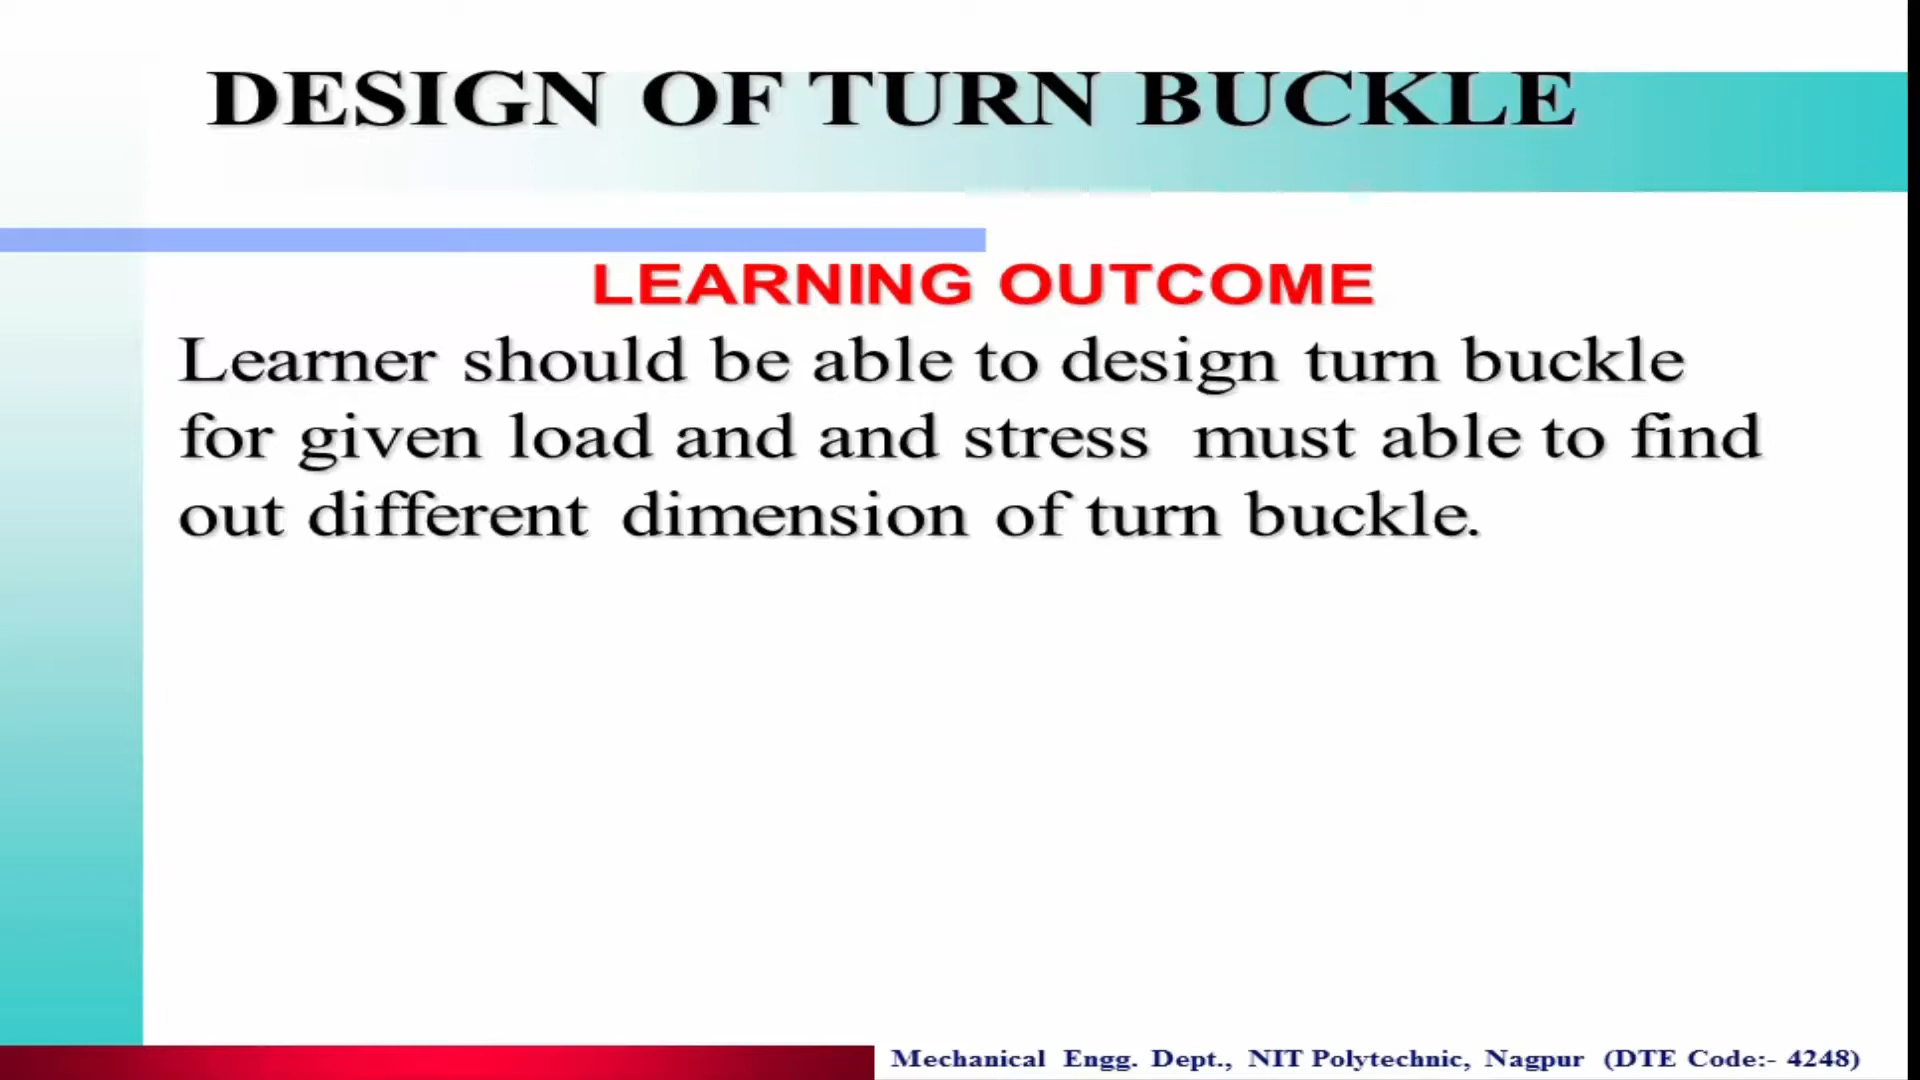 DESIGN OF TURN BUCKLE
LEARNING OUTCOME
Learner should be able to design turn buckle
for given load and and stress must able to find
out different dimension of turn buckle.
Mechanical Engg. Dept., NIT Polytechnic, Nagpur (DTE Code:- 4248)